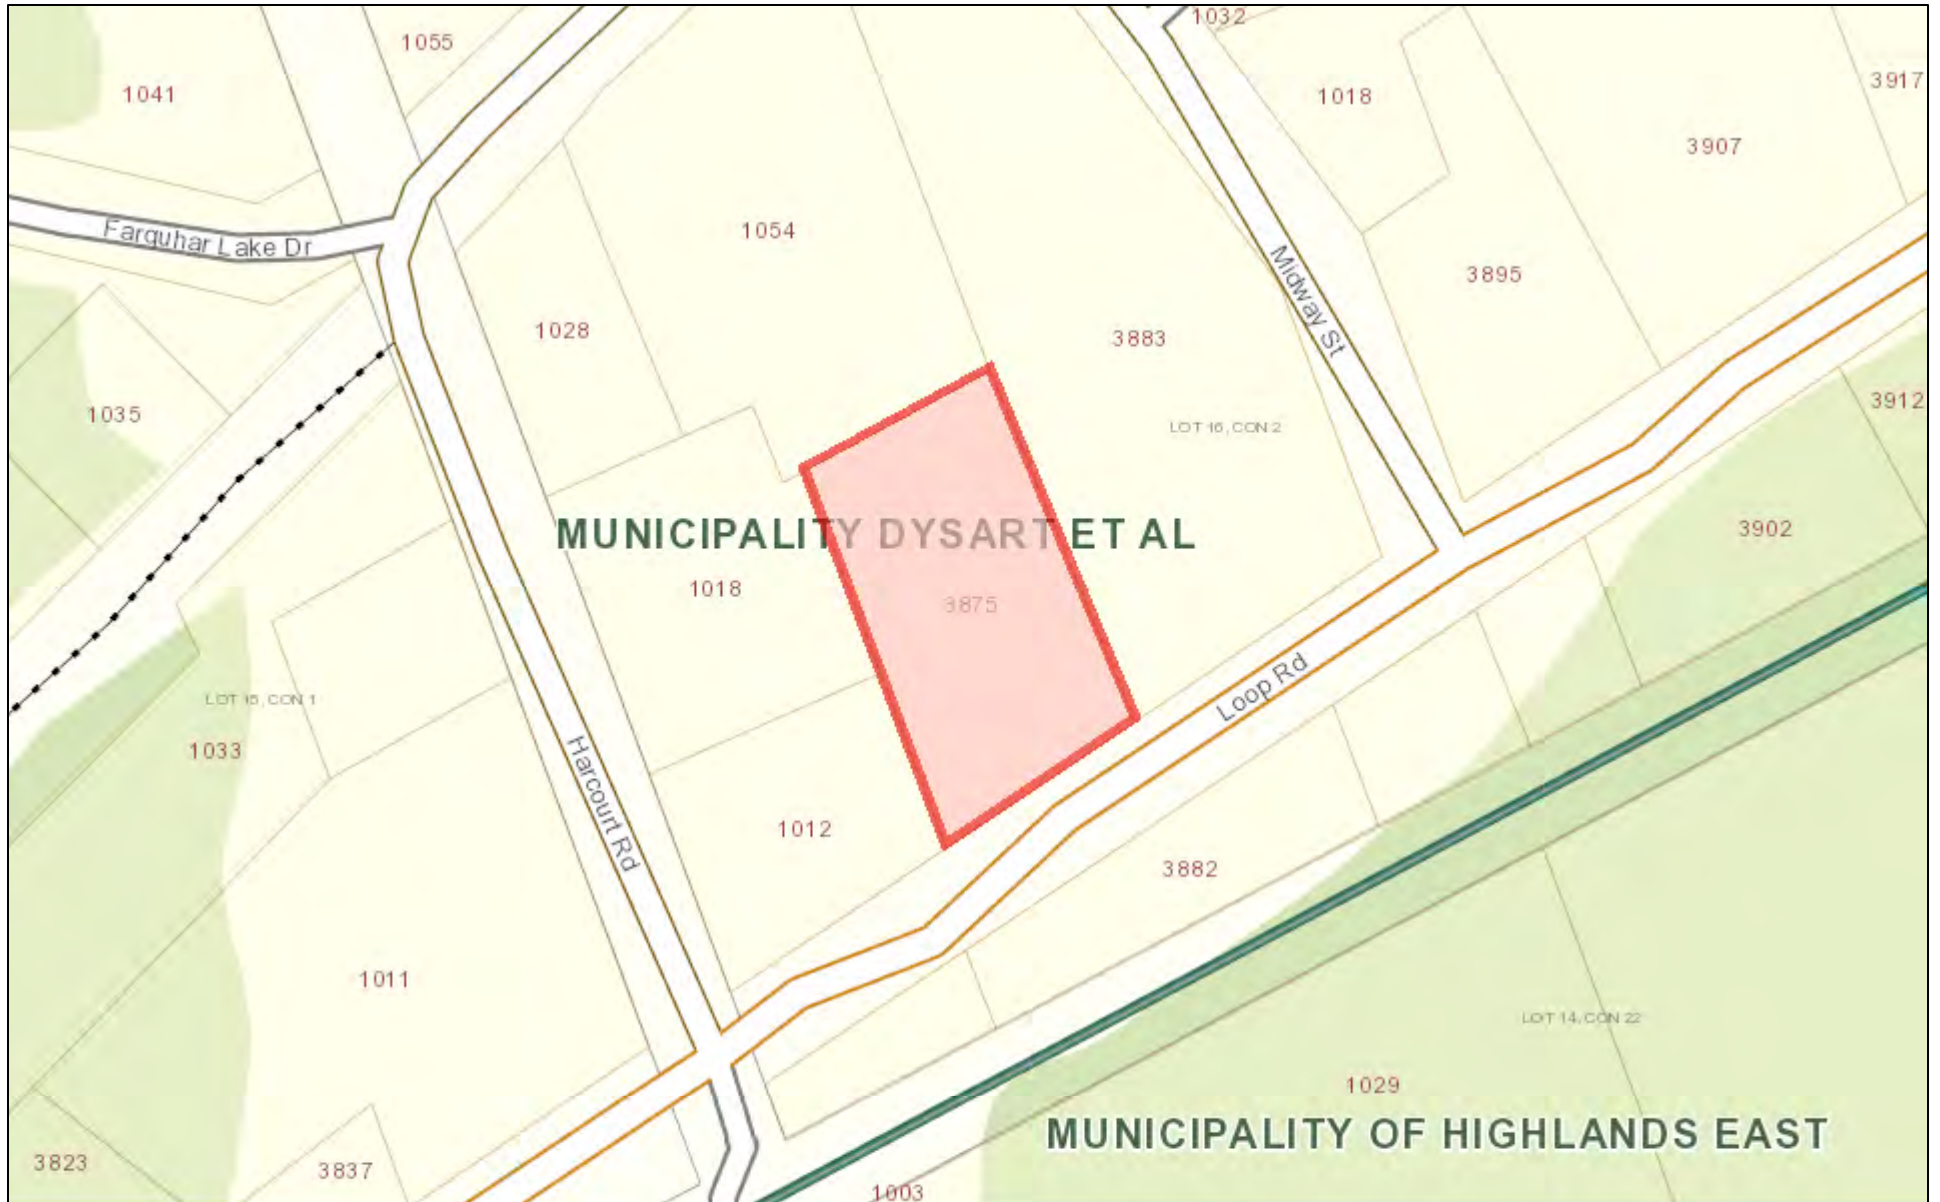 1032
1055
3917
1041
1018
3907
1054
Farquhar Lake Dr
3895
Midway St
1028
3883
3912
1035
LOT 16, CON 2
3902
MUNICIPALITY DYSART ET AL
1018
3875
Loop Rd
LOT 15, CON 1
1033
Harcourt Rd
1012
3882
1011
LOT 14, CON 22
1029
MUNICIPALITY OF HIGHLANDS EAST
3823
3837
1003